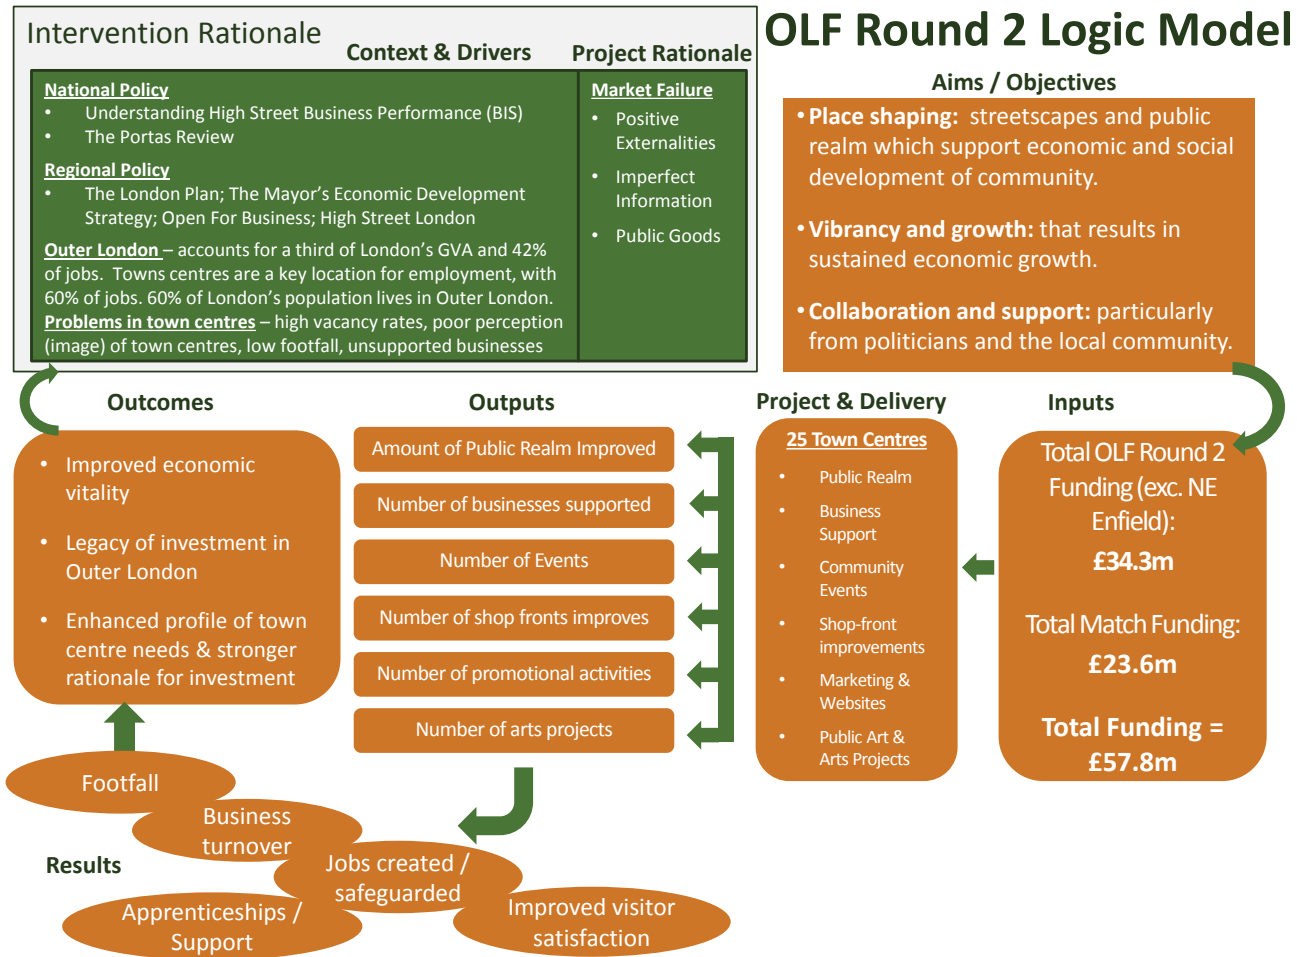 OLF Round 2 Logic Model
Intervention Rationale
Context & Drivers
Project Rationale
National Policy
• Understanding High Street Business Performance (BIS)
• The Portas Review
Regional Policy
• The London Plan; The Mayor's Economic Development
Strategy; Open For Business; High Street London
Outer London – accounts for a third of London's GVA and 42%
of jobs. Towns centres are a key location for employment, with
60% of jobs. 60% of London's population lives in Outer London.
Problems in town centres – high vacancy rates, poor perception
(image) of town centres, low footfall, unsupported businesses
Market Failure
• Positive
Externalities
• Imperfect
Information
• Public Goods
Aims / Objectives
• Place shaping: streetscapes and public
realm which support economic and social
development of community.
• Vibrancy and growth: that results in
sustained economic growth.
• Collaboration and support: particularly
from politicians and the local community.
Outcomes
• Improved economic
vitality
• Legacy of investment in
Outer London
• Enhanced profile of town
centre needs & stronger
rationale for investment
Outputs
Amount of Public Realm Improved
Number of businesses supported
Number of Events
Number of shop fronts improves
Number of promotional activities
Number of arts projects
Project & Delivery
25 Town Centres
• Public Realm
• Business
Support
• Community
Events
• Shop-front
improvements
• Marketing &
Websites
• Public Art &
Arts Projects
Inputs
Total OLF Round 2
Funding (exc. NE
Enfield):
£34.3m
Total Match Funding:
£23.6m
Total Funding =
£57.8m
Results
Footfall
Business
turnover
Jobs created /
safeguarded
Apprenticeships /
Support
Improved visitor
satisfaction